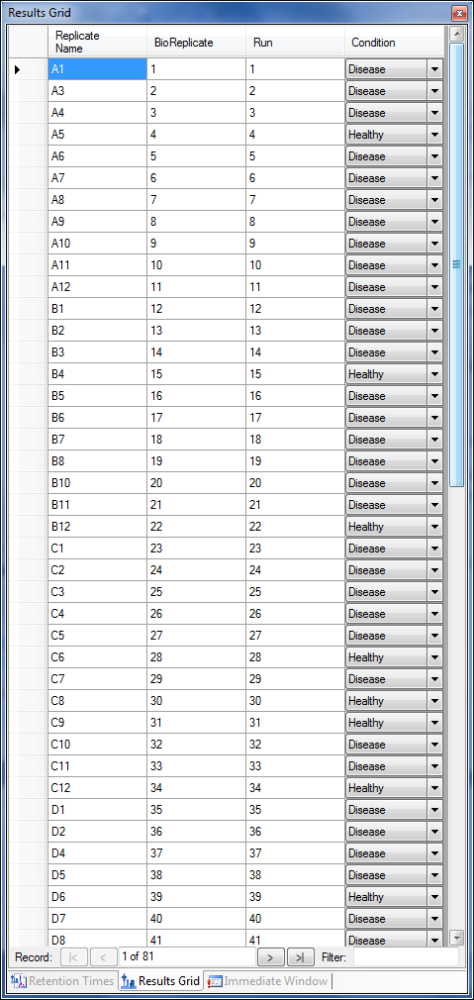 Results Grid
Replicate Name BioReplicate Run Condition
A1 1 1 Disease
A3 2 2 Disease
A4 3 3 Disease
A5 4 4 Healthy
A6 5 5 Disease
A7 6 6 Disease
A8 7 7 Disease
A9 8 8 Disease
A10 9 9 Disease
A11 10 10 Disease
A12 11 11 Disease
B1 12 12 Disease
B2 13 13 Disease
B3 14 14 Disease
B4 15 15 Healthy
B5 16 16 Disease
B6 17 17 Disease
B7 18 18 Disease
B8 19 19 Disease
B10 20 20 Disease
B11 21 21 Disease
B12 22 22 Healthy
C1 23 23 Disease
C2 24 24 Disease
C3 25 25 Disease
C4 26 26 Disease
C5 27 27 Disease
C6 28 28 Healthy
C7 29 29 Disease
C8 30 30 Healthy
C9 31 31 Healthy
C10 32 32 Disease
C11 33 33 Disease
C12 34 34 Healthy
D1 35 35 Disease
D2 36 36 Disease
D4 37 37 Disease
D5 38 38 Disease
D6 39 39 Healthy
D7 40 40 Disease
D8 41 41 Disease
Record: |< < 1 of 81 > >| Filter:
Retention Times Results Grid Immediate Window